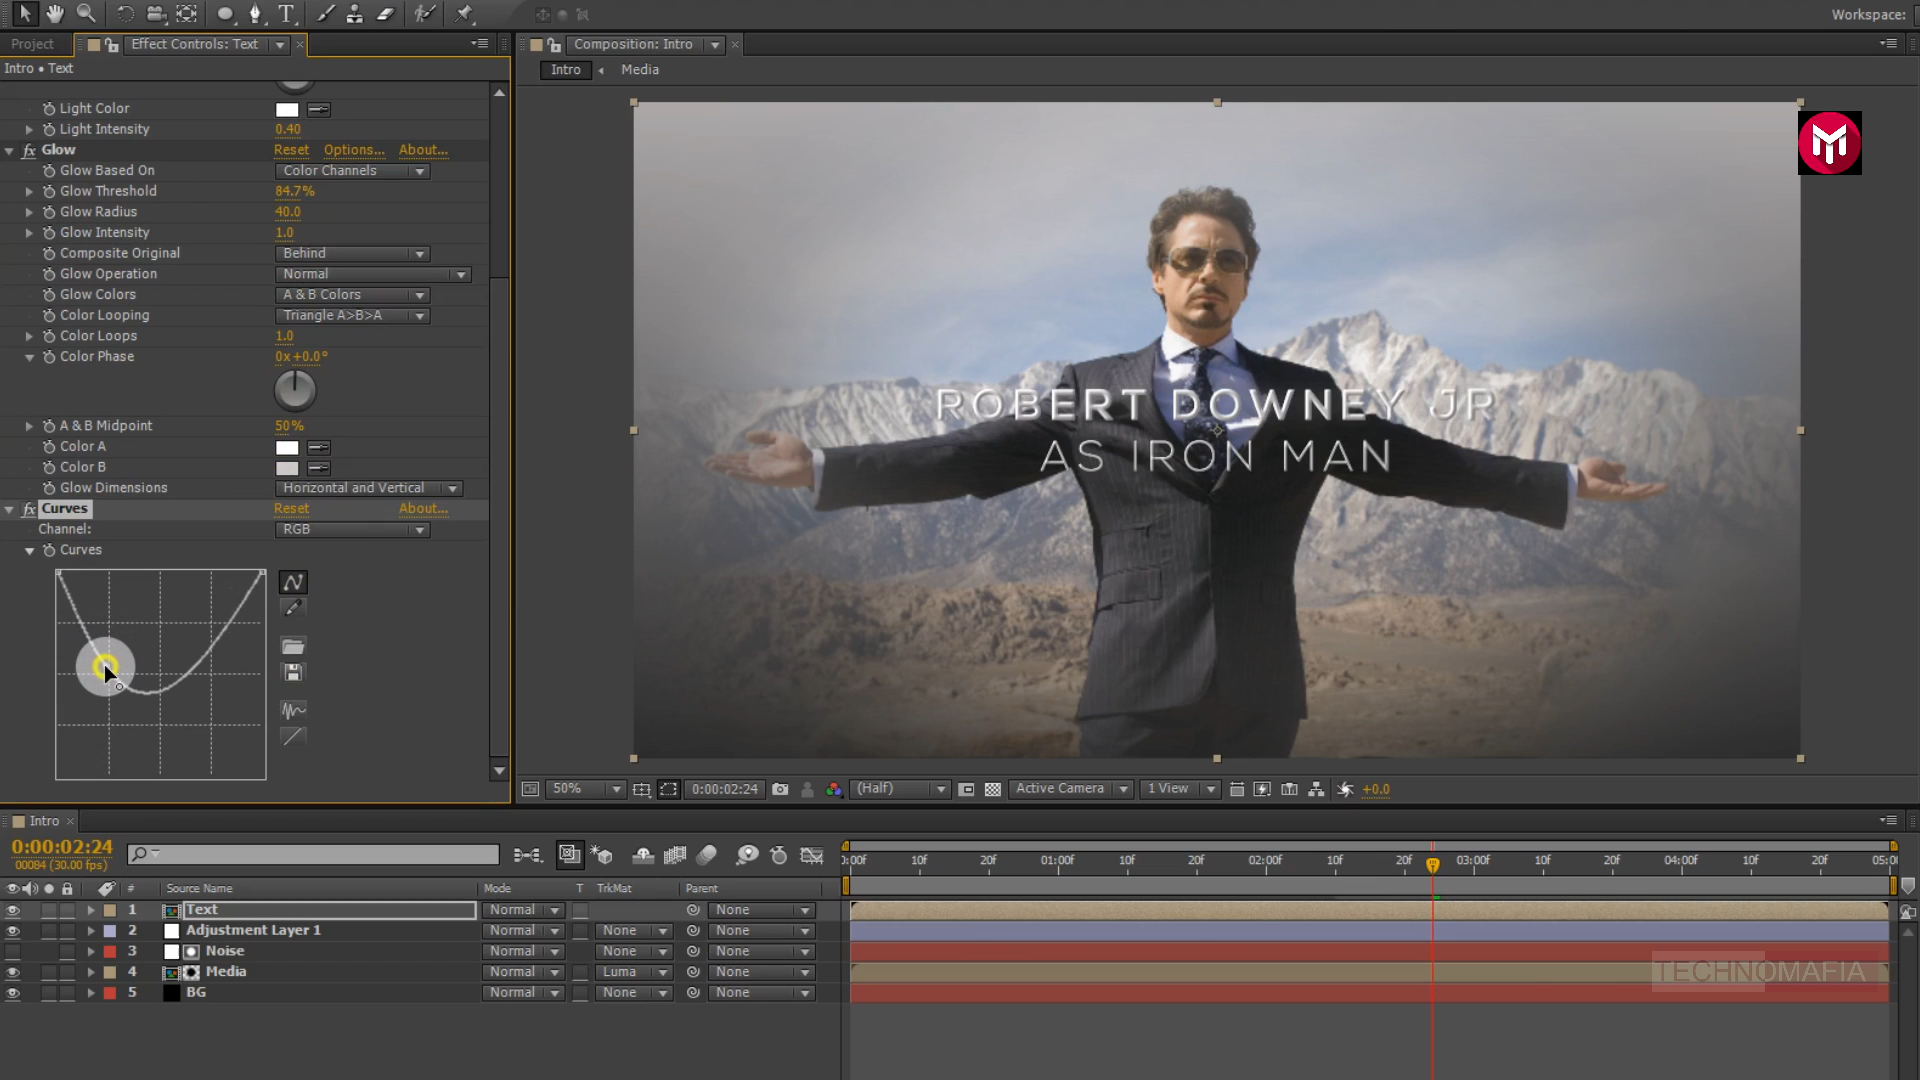 Workspace:
Project
Effect Controls: Text
Composition: Intro
Intro • Text
Intro
Media
Light Color
Light Intensity 0.40
fx Glow Reset Options... About...
Glow Based On Color Channels
Glow Threshold 84.7%
Glow Radius 40.0
Glow Intensity 1.0
Composite Original Behind
Glow Operation Normal
Glow Colors A & B Colors
Color Looping Triangle A>B>A
Color Loops 1.0
Color Phase 0x+0.0°
A & B Midpoint 50%
Color A
Color B
Glow Dimensions Horizontal and Vertical
fx Curves Reset About...
Channel: RGB
Curves
ROBERT DOWNEY JR
AS IRON MAN
50% 0:00:02:24 (Half) Active Camera 1 View +0.0
Intro
0:00:02:24
00084 (30.00 fps)
0:00f 10f 20f 01:00f 10f 20f 02:00f 10f 20f 03:00f 10f 20f 04:00f 10f 20f 05:0
# Source Name Mode T TrkMat Parent
1 Text Normal None
2 Adjustment Layer 1 Normal None None
3 Noise Normal None None
4 Media Normal Luma None
5 BG Normal None None
TECHNOMAFIA